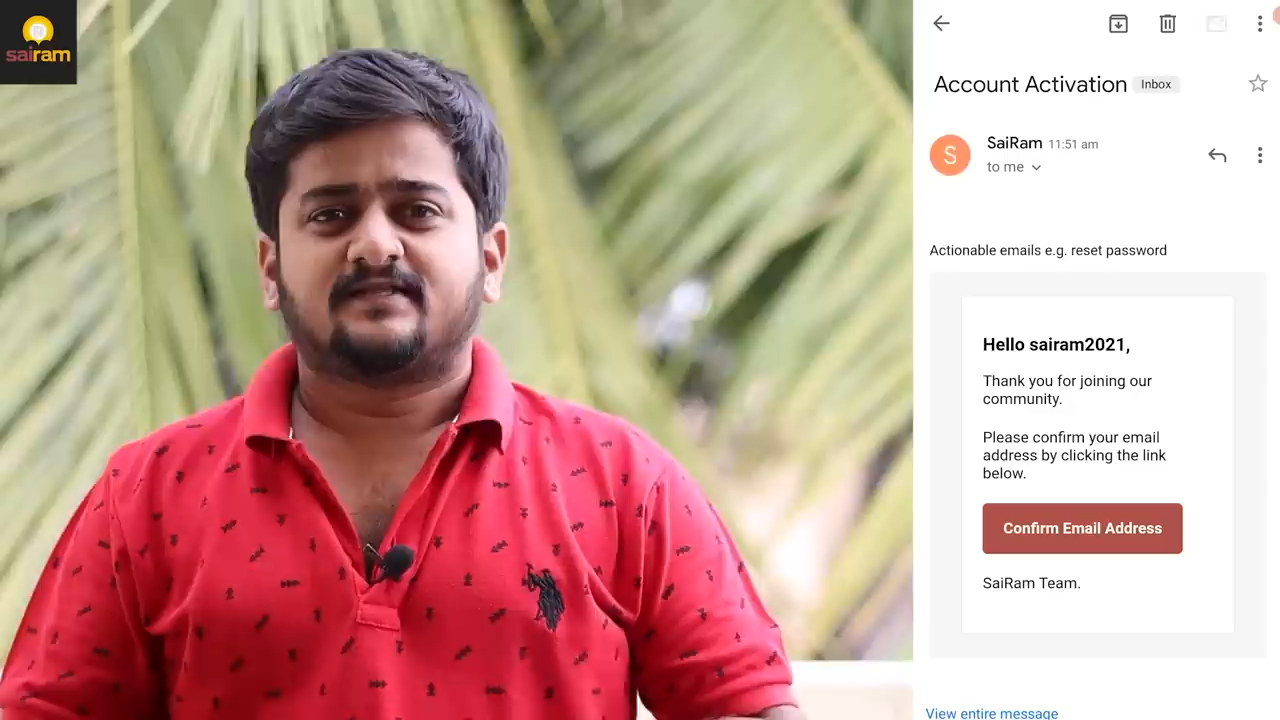 sairam
Account Activation Inbox
S SaiRam 11:51 am
to me
Actionable emails e.g. reset password
Hello sairam2021,
Thank you for joining our
community.
Please confirm your email
address by clicking the link
below.
Confirm Email Address
SaiRam Team.
View entire message